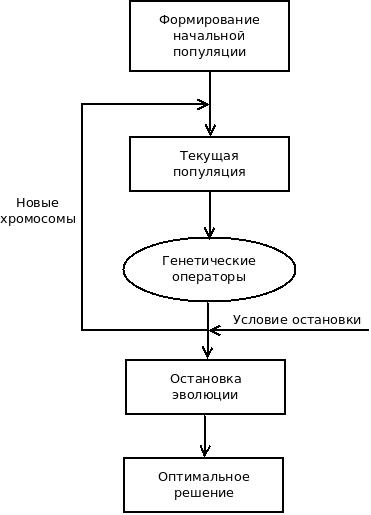 Формирование
начальной
популяции
Текущая
популяция
Новые
хромосомы
Генетические
операторы
Условие остановки
Остановка
эволюции
Оптимальное
решение